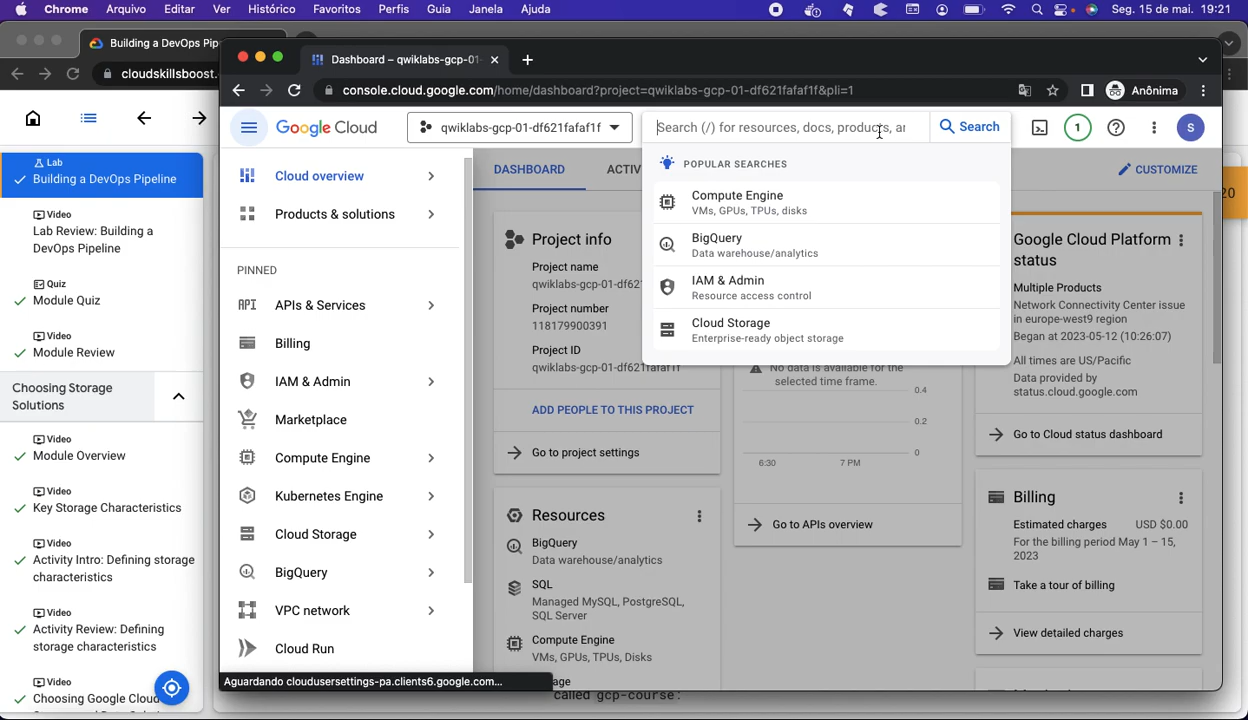 Chrome Arquivo Editar Ver Histórico Favoritos Perfis Guia Janela Ajuda Seg. 15 de mai. 19:21
Building a DevOps Pip
Dashboard – qwiklabs-gcp-01-
cloudskillsboost.
console.cloud.google.com/home/dashboard?project=qwiklabs-gcp-01-df621fafaf1f&pli=1
Anônima
Google Cloud
qwiklabs-gcp-01-df621fafaf1f
Search (/) for resources, docs, products, ar
Search
1
S
Lab
Building a DevOps Pipeline
Video
Lab Review: Building a
DevOps Pipeline
Quiz
Module Quiz
Video
Module Review
Choosing Storage
Solutions
Video
Module Overview
Video
Key Storage Characteristics
Video
Activity Intro: Defining storage
characteristics
Video
Activity Review: Defining
storage characteristics
Video
Choosing Google Cloud
Cloud overview
Products & solutions
PINNED
APIs & Services
Billing
IAM & Admin
Marketplace
Compute Engine
Kubernetes Engine
Cloud Storage
BigQuery
VPC network
Cloud Run
Aguardando cloudusersettings-pa.clients6.google.com...
DASHBOARD
ACTIV
CUSTOMIZE
20
POPULAR SEARCHES
Compute Engine
VMs, GPUs, TPUs, disks
BigQuery
Data warehouse/analytics
IAM & Admin
Resource access control
Cloud Storage
Enterprise-ready object storage
Project info
Project name
qwiklabs-gcp-01-df62
Project number
118179900391
Project ID
qwiklabs-gcp-01-df621fafaf1f
ADD PEOPLE TO THIS PROJECT
Go to project settings
Resources
BigQuery
Data warehouse/analytics
SQL
Managed MySQL, PostgreSQL,
SQL Server
Compute Engine
VMs, GPUs, TPUs, Disks
age
called gcp-course:
No data is available for the
selected time frame.
0.4
0.2
0
6:30
7 PM
Go to APIs overview
Google Cloud Platform
status
Multiple Products
Network Connectivity Center issue
in europe-west9 region
Began at 2023-05-12 (10:26:07)
All times are US/Pacific
Data provided by
status.cloud.google.com
Go to Cloud status dashboard
Billing
Estimated charges USD $0.00
For the billing period May 1 – 15,
2023
Take a tour of billing
View detailed charges